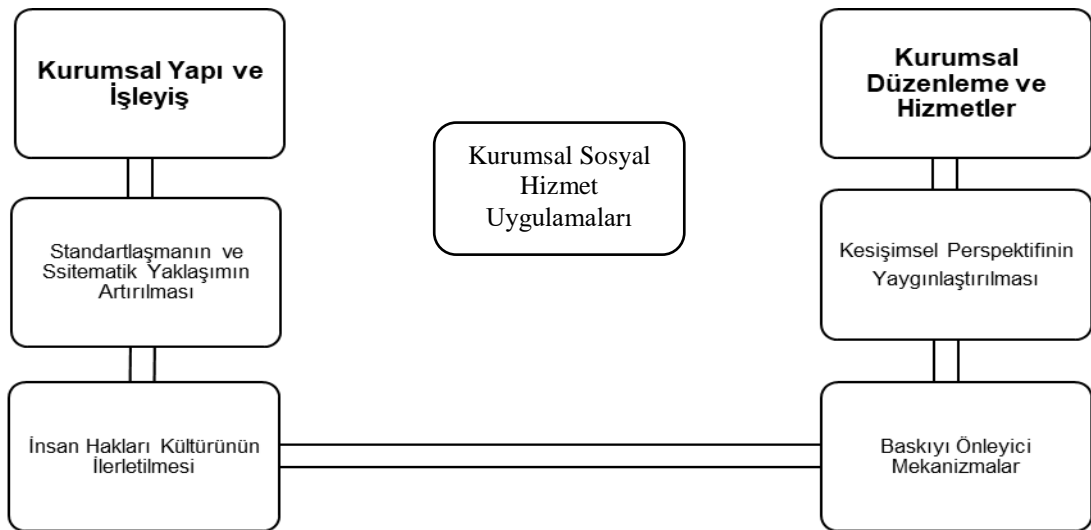 Kurumsal Yapı ve
İşleyiş
Standartlaşmanın ve
Ssitematik Yaklaşımın
Artırılması
İnsan Hakları Kültürünün
İlerletilmesi
Kurumsal Sosyal
Hizmet
Uygulamaları
Kurumsal
Düzenleme ve
Hizmetler
Kesişimsel Perspektifinin
Yaygınlaştırılması
Baskıyı Önleyici
Mekanizmalar